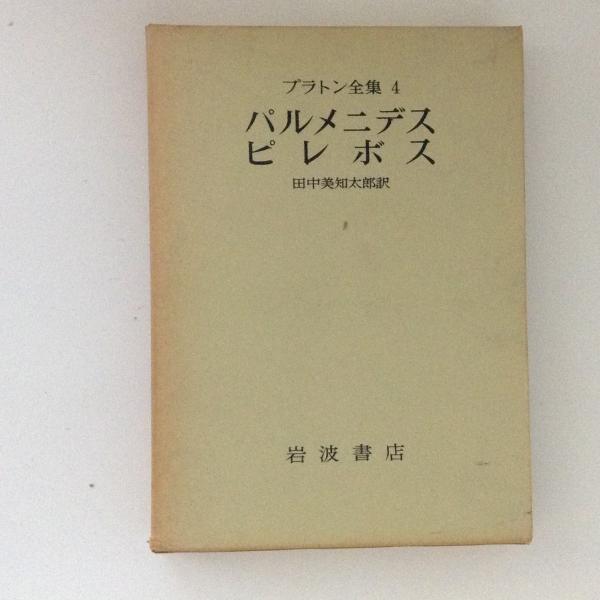 プラトン全集 4
パルメニデス
ピレボス
田中美知太郎訳
岩波書店